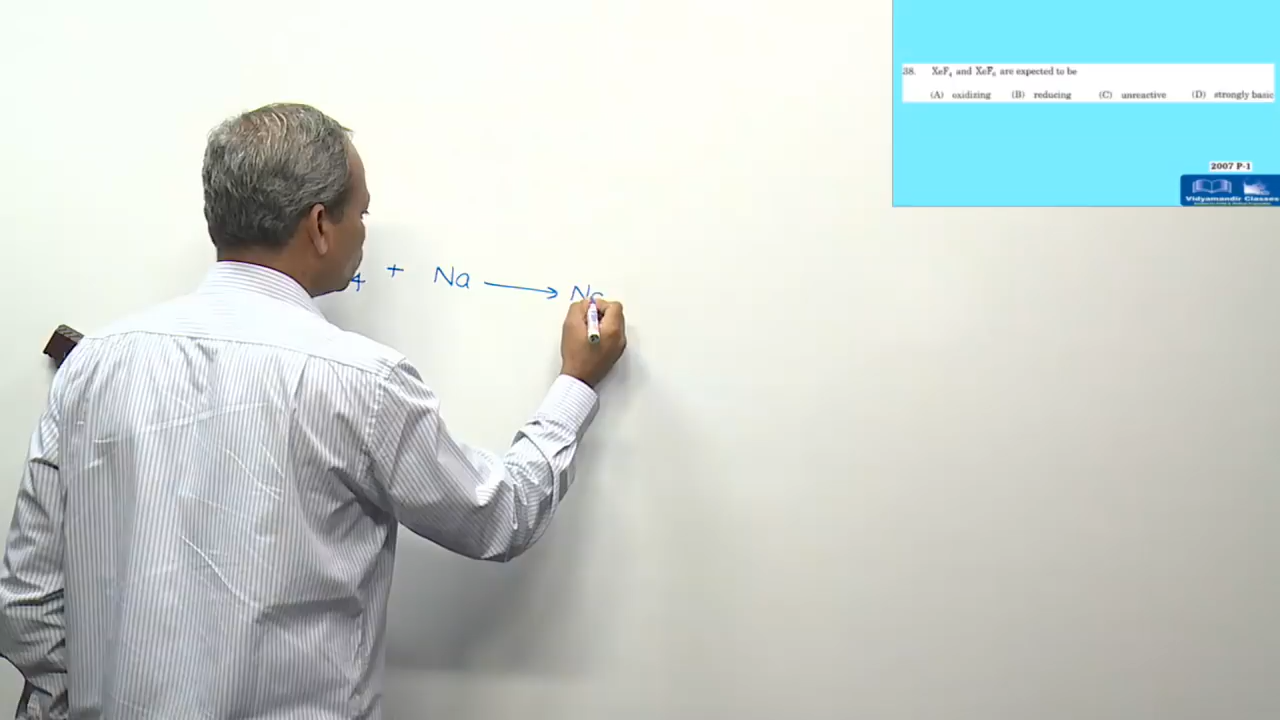 38. XeF₄ and XeF₆ are expected to be
(A) oxidizing (B) reducing (C) unreactive (D) strongly basic
2007 P-1
Vidyamandir Classes
4 + Na → Na